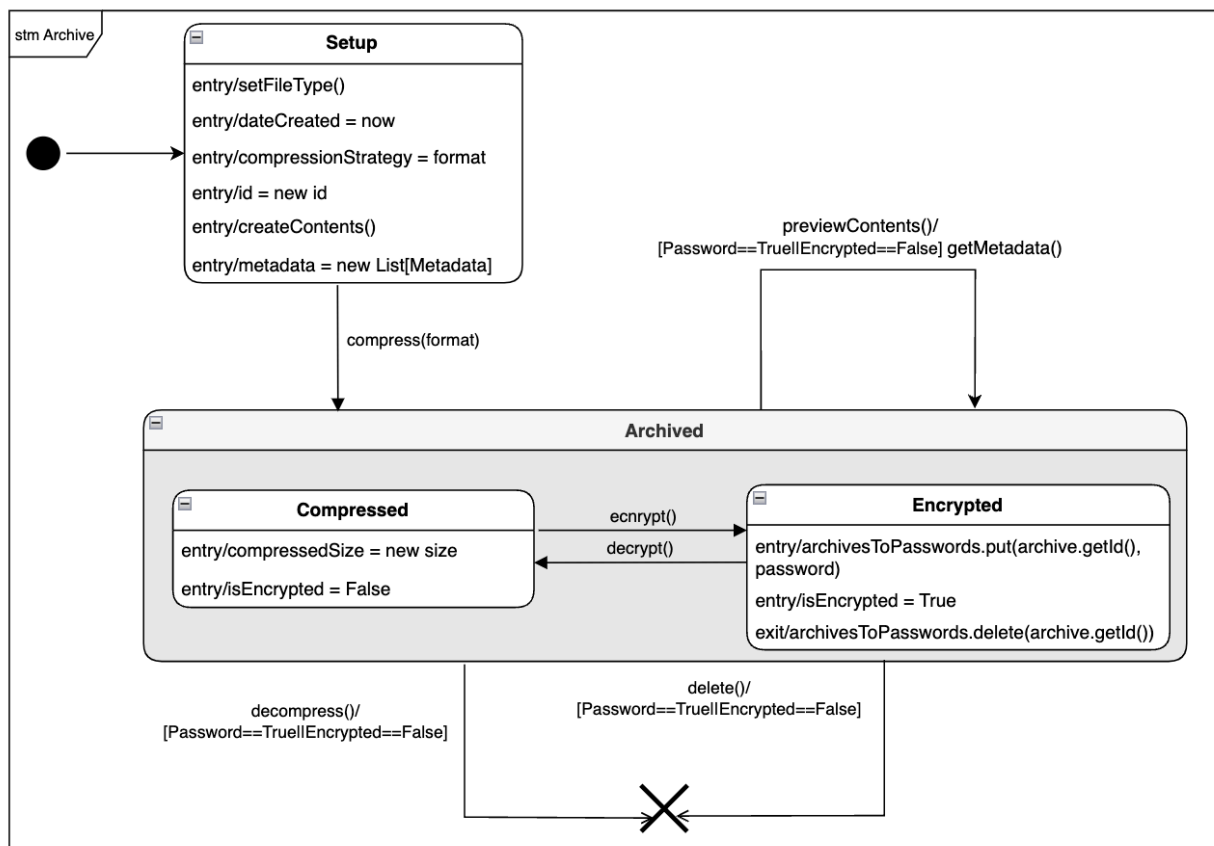 stm Archive
Setup
entry/setFileType()
entry/dateCreated = now
entry/compressionStrategy = format
entry/id = new id
entry/createContents()
entry/metadata = new List[Metadata]
previewContents()/
[Password==True||Encrypted==False] getMetadata()
compress(format)
Archived
Compressed
entry/compressedSize = new size
entry/isEncrypted = False
ecnrypt()
decrypt()
Encrypted
entry/archivesToPasswords.put(archive.getId(),
password)
entry/isEncrypted = True
exit/archivesToPasswords.delete(archive.getId())
decompress()/
[Password==True||Encrypted==False]
delete()/
[Password==True||Encrypted==False]